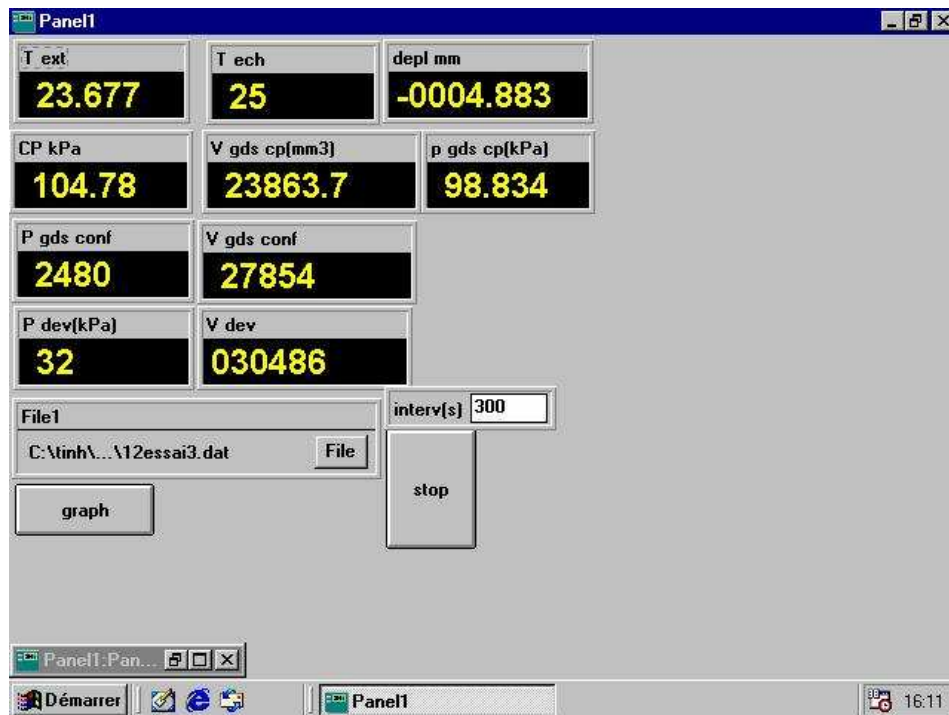 Panel1
T ext
T ech
depl mm
23.677
25
-0004.883
CP kPa
V gds cp(mm3)
p gds cp(kPa)
104.78
23863.7
98.834
P gds conf
V gds conf
2480
27854
P dev(kPa)
V dev
32
030486
File1
interv(s) 300
C:\tinh\...\12essai3.dat
File
stop
graph
Panel1:Pan...
Démarrer
Panel1
16:11